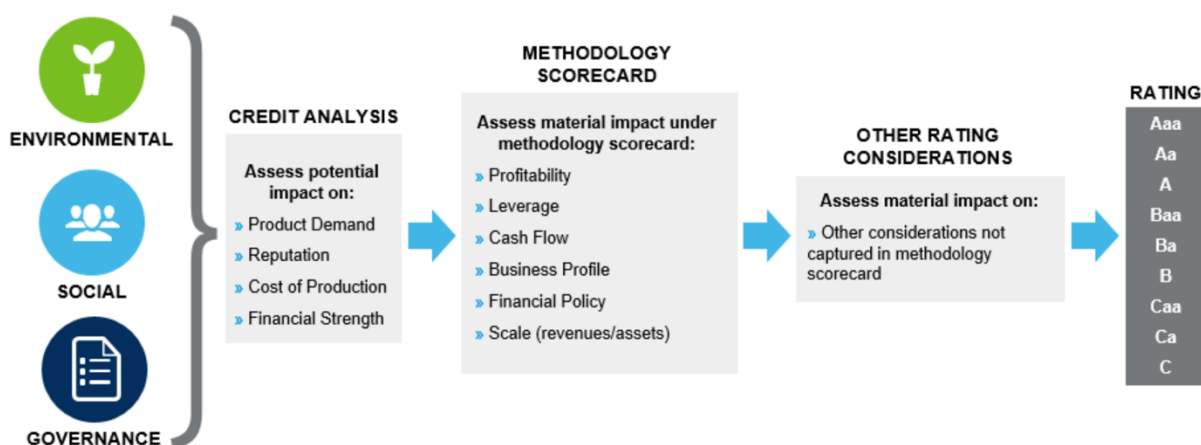 ENVIRONMENTAL
SOCIAL
GOVERNANCE
CREDIT ANALYSIS
Assess potential
impact on:
» Product Demand
» Reputation
» Cost of Production
» Financial Strength
METHODOLOGY
SCORECARD
Assess material impact under
methodology scorecard:
» Profitability
» Leverage
» Cash Flow
» Business Profile
» Financial Policy
» Scale (revenues/assets)
OTHER RATING
CONSIDERATIONS
Assess material impact on:
» Other considerations not
captured in methodology
scorecard
RATING
Aaa
Aa
A
Baa
Ba
B
Caa
Ca
C